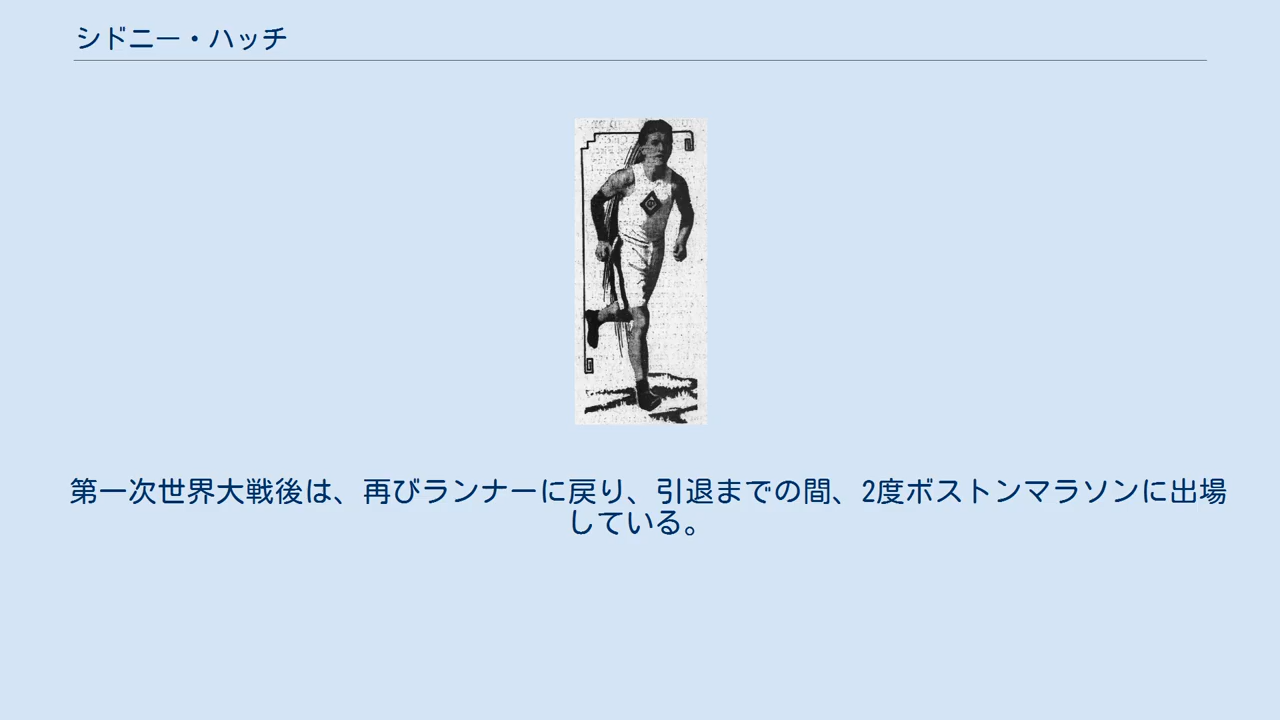 シドニー・ハッチ
第一次世界大戦後は、再びランナーに戻り、引退までの間、2度ボストンマラソンに出場
している。